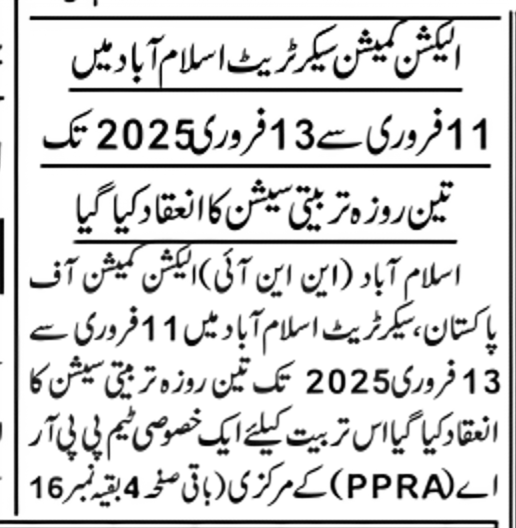 الیکشن کمیشن سیکرٹریٹ اسلام آباد میں
11 فروری سے 13 فروری 2025 تک
تین روزہ تربیتی سیشن کا انعقاد کیا گیا
اسلام آباد (این این آئی) الیکشن کمیشن آف
پاکستان، سیکرٹریٹ اسلام آباد میں 11 فروری سے
13 فروری 2025 تک تین روزہ تربیتی سیشن کا
انعقاد کیا گیا اس تربیت کیلئے ایک خصوصی ٹیم پی پی آر
اے (PPRA) کے مرکزی (باقی صفحہ 4 بقیہ نمبر 16